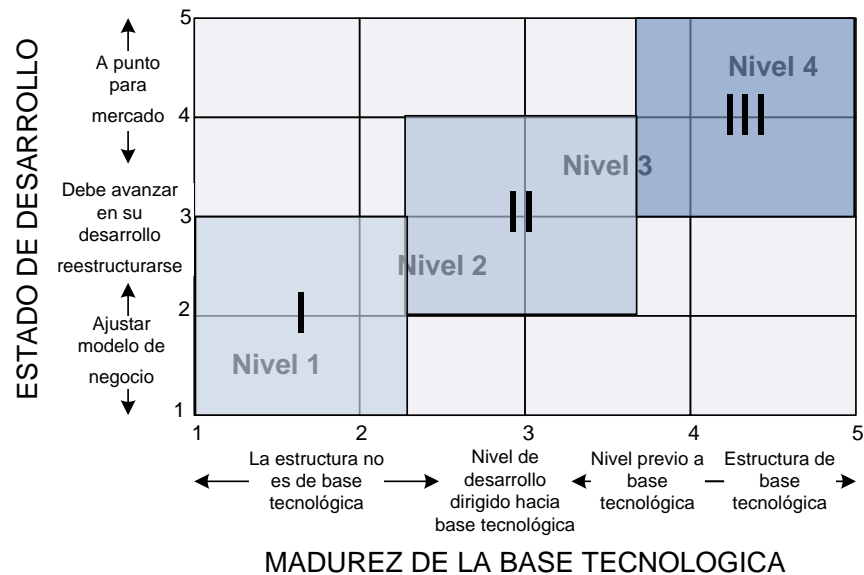 ESTADO DE DESARROLLO
A punto
para
mercado
Debe avanzar
en su
desarrollo
reestructurarse
Ajustar
modelo de
negocio
5
4
3
2
1
Nivel 4
III
Nivel 3
II
Nivel 2
I
Nivel 1
1
2
3
4
5
La estructura no
es de base
tecnológica
Nivel de
desarrollo
dirigido hacia
base tecnológica
Nivel previo a
base
tecnológica
Estructura de
base
tecnológica
MADUREZ DE LA BASE TECNOLOGICA